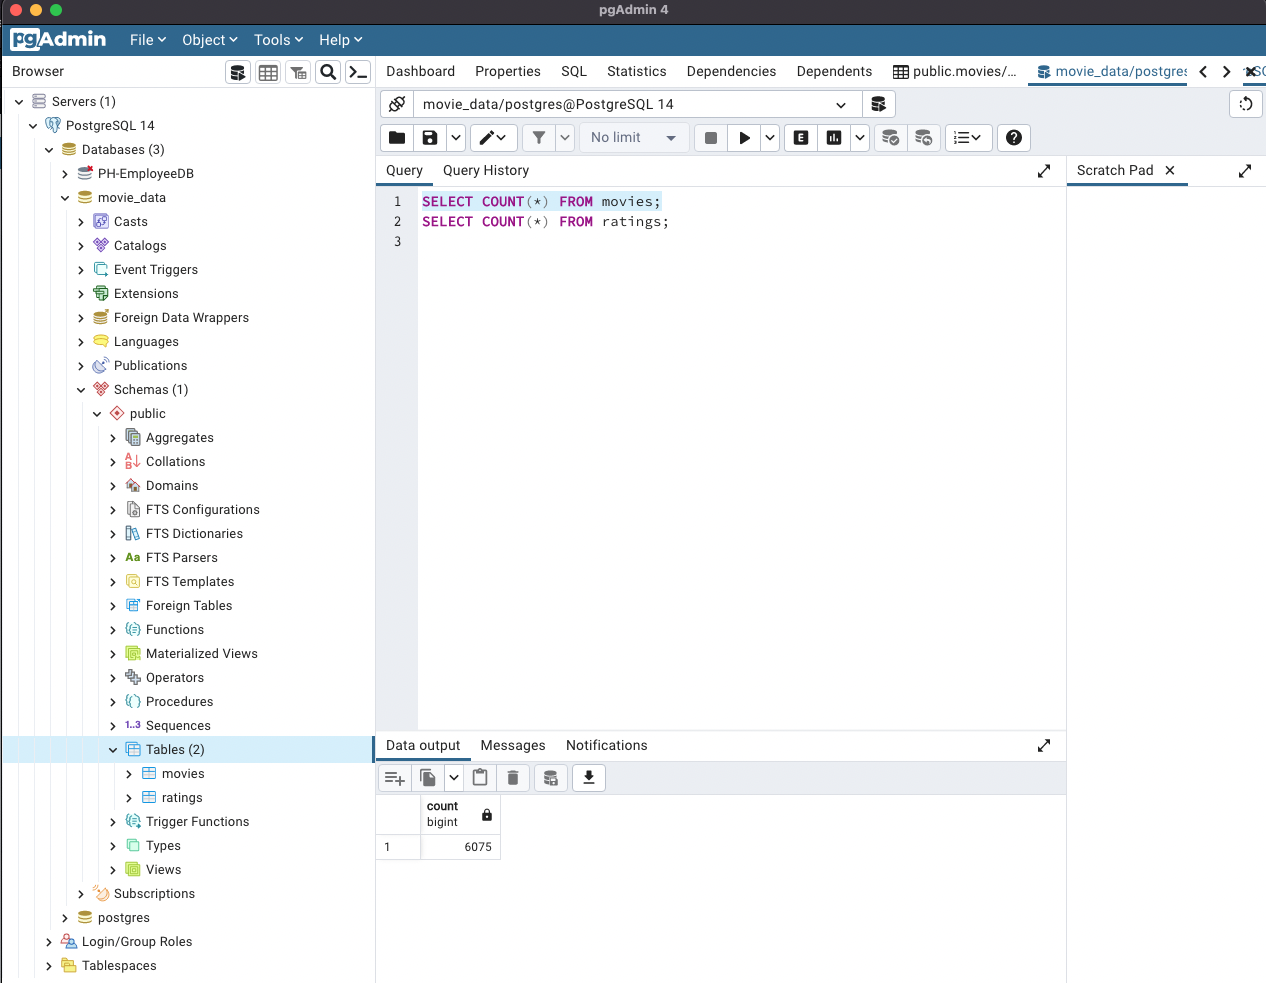 pgAdmin 4
pgAdmin File Object Tools Help
Browser
Dashboard Properties SQL Statistics Dependencies Dependents public.movies/... movie_data/postgres
Servers (1)
PostgreSQL 14
Databases (3)
PH-EmployeeDB
movie_data
Casts
Catalogs
Event Triggers
Extensions
Foreign Data Wrappers
Languages
Publications
Schemas (1)
public
Aggregates
Collations
Domains
FTS Configurations
FTS Dictionaries
Aa FTS Parsers
FTS Templates
Foreign Tables
Functions
Materialized Views
Operators
Procedures
1..3 Sequences
Tables (2)
movies
ratings
Trigger Functions
Types
Views
Subscriptions
postgres
Login/Group Roles
Tablespaces
movie_data/postgres@PostgreSQL 14
No limit E
Query Query History
Scratch Pad
1 SELECT COUNT(*) FROM movies;
2 SELECT COUNT(*) FROM ratings;
3
Data output Messages Notifications
count
bigint
1 6075